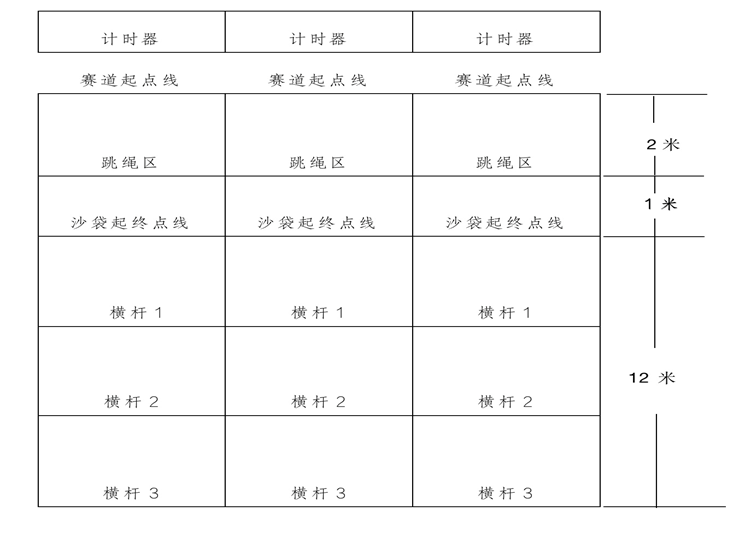 计时器 计时器 计时器
赛道起点线 赛道起点线 赛道起点线
2 米
跳绳区 跳绳区 跳绳区
1 米
沙袋起终点线 沙袋起终点线 沙袋起终点线
横杆 1 横杆 1 横杆 1
12 米
横杆 2 横杆 2 横杆 2
横杆 3 横杆 3 横杆 3